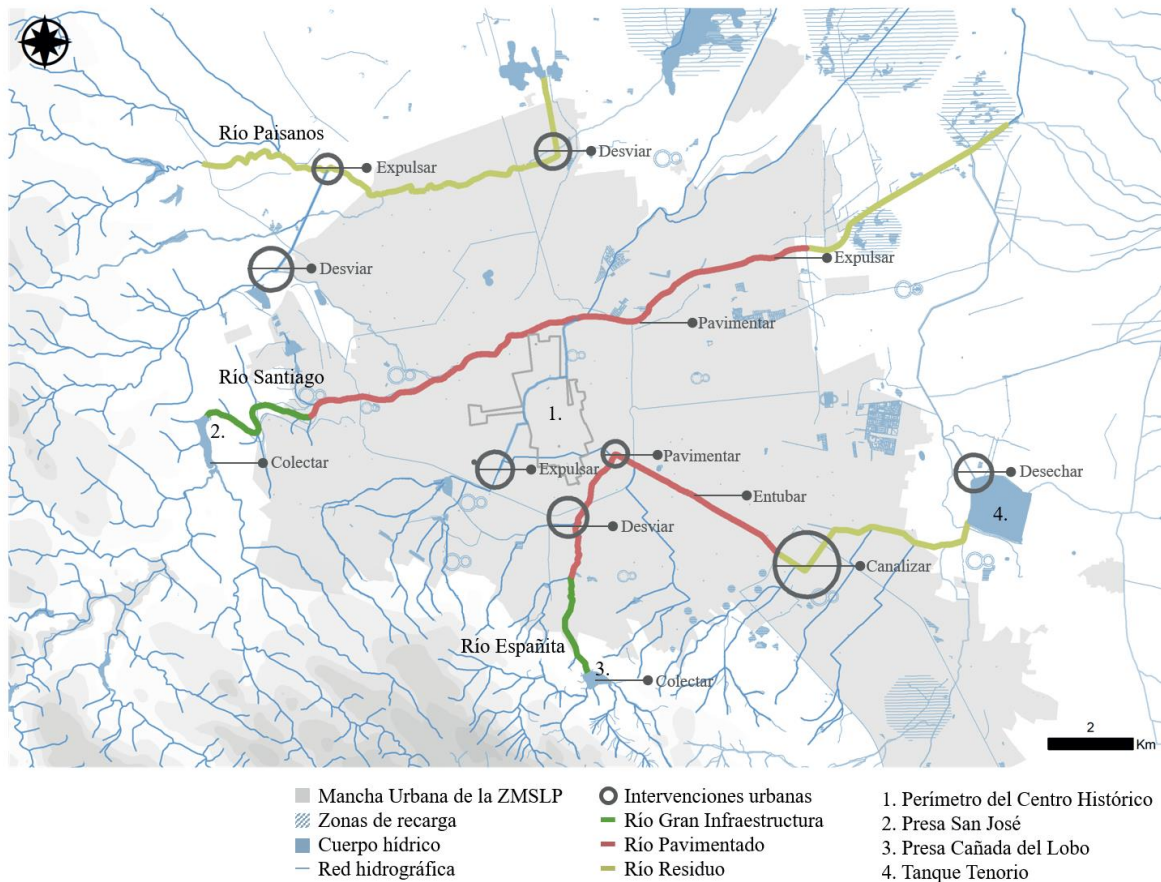 Río Paisanos
Expulsar
Desviar
Desviar
Expulsar
Pavimentar
Río Santiago
1.
2.
Colectar
Expulsar
Pavimentar
Desechar
Entubar
4.
Desviar
Canalizar
Río Españita
3.
Colectar
2
Km
Mancha Urbana de la ZMSLP
Zonas de recarga
Cuerpo hídrico
Red hidrográfica
Intervenciones urbanas
Río Gran Infraestructura
Río Pavimentado
Río Residuo
1. Perímetro del Centro Histórico
2. Presa San José
3. Presa Cañada del Lobo
4. Tanque Tenorio